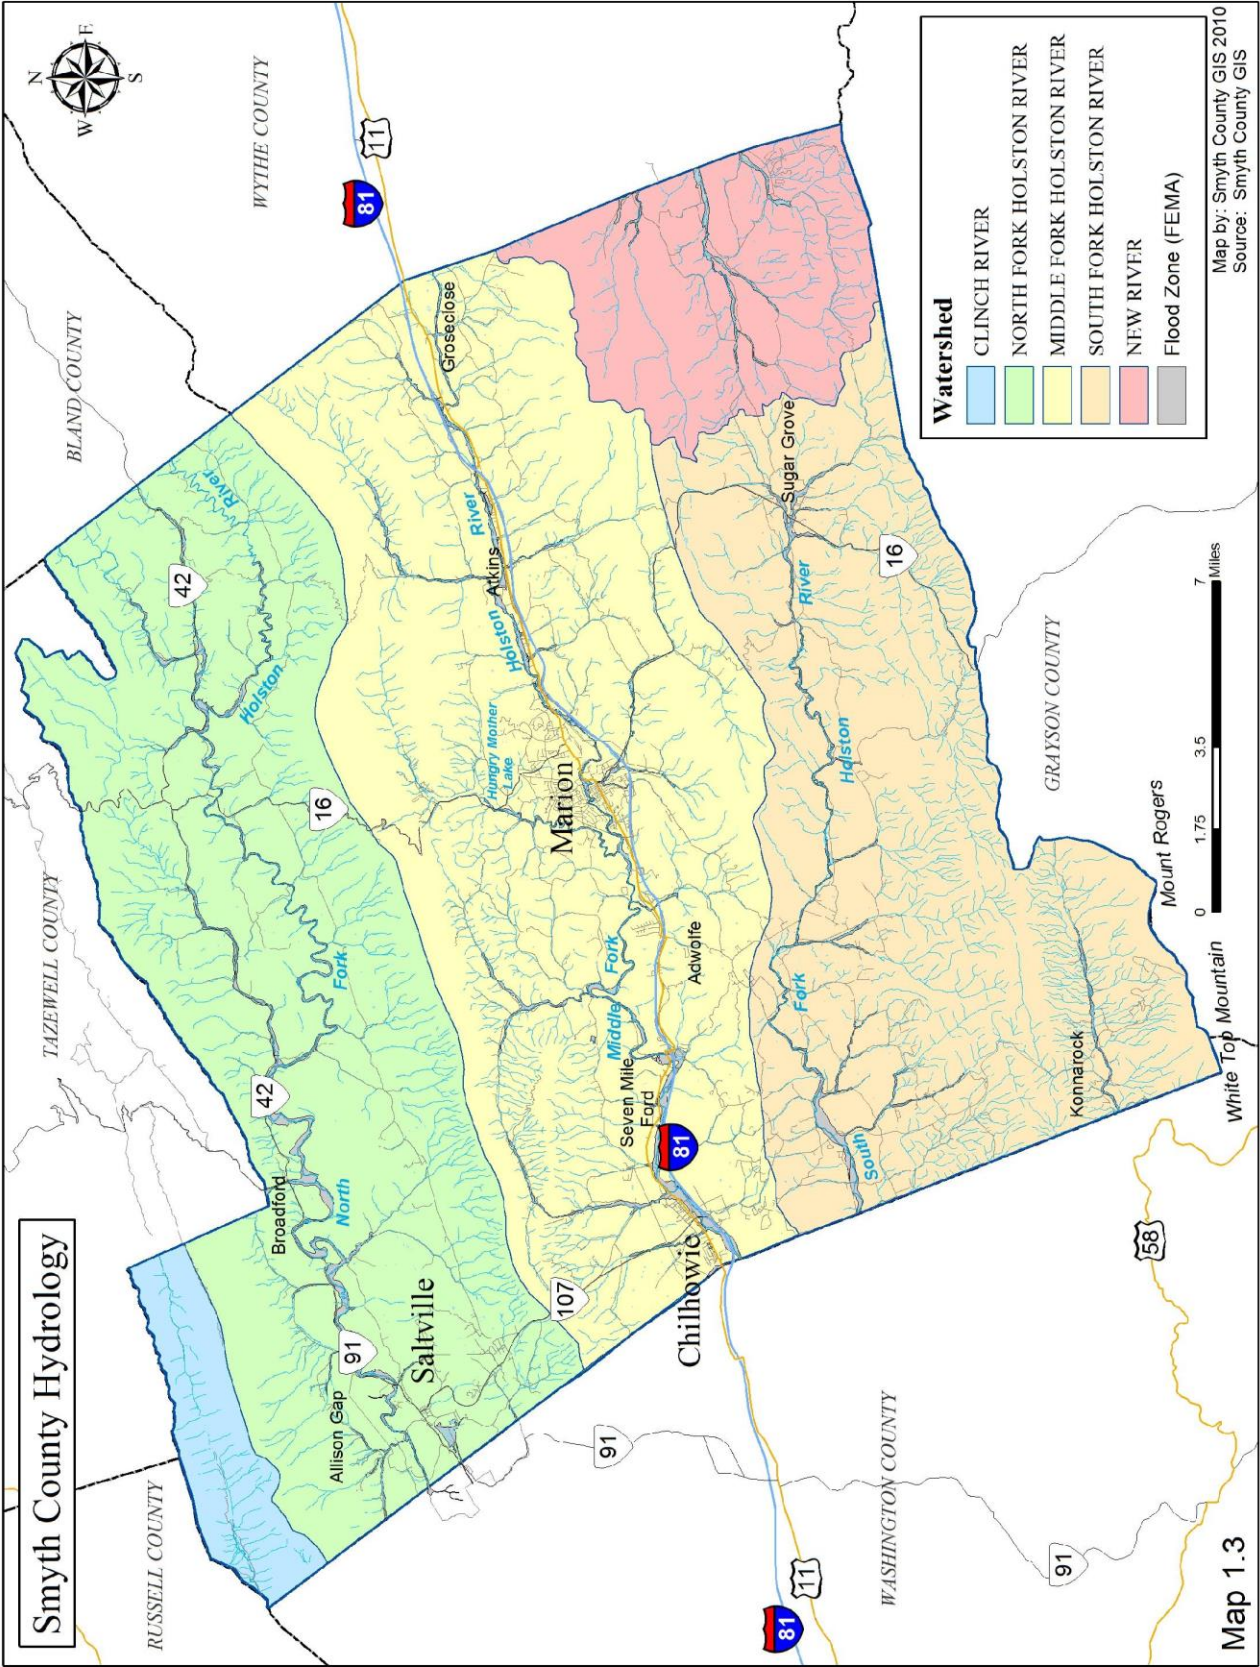 Smyth County Hydrology
N
E
S
W
TAZEWELL COUNTY
BLAND COUNTY
WYTHE COUNTY
RUSSELL COUNTY
WASHINGTON COUNTY
GRAYSON COUNTY
42
River
Holston
16
Fork
42
Broadford
North
91
Saltville
Allison Gap
107
81
11
Groseclose
River
Atkins
Holston
Hungry Mother
Lake
Marion
Fork
Middle
Adwolfe
Seven Mile
Ford
81
Chilhowie
Sugar Grove
River
16
Holston
Fork
South
Konnarock
91
81
11
91
58
White Top Mountain
Mount Rogers
0
1.75
3.5
7
Miles
Watershed
CLINCH RIVER
NORTH FORK HOLSTON RIVER
MIDDLE FORK HOLSTON RIVER
SOUTH FORK HOLSTON RIVER
NEW RIVER
Flood Zone (FEMA)
Map by: Smyth County GIS 2010
Source: Smyth County GIS
Map 1.3